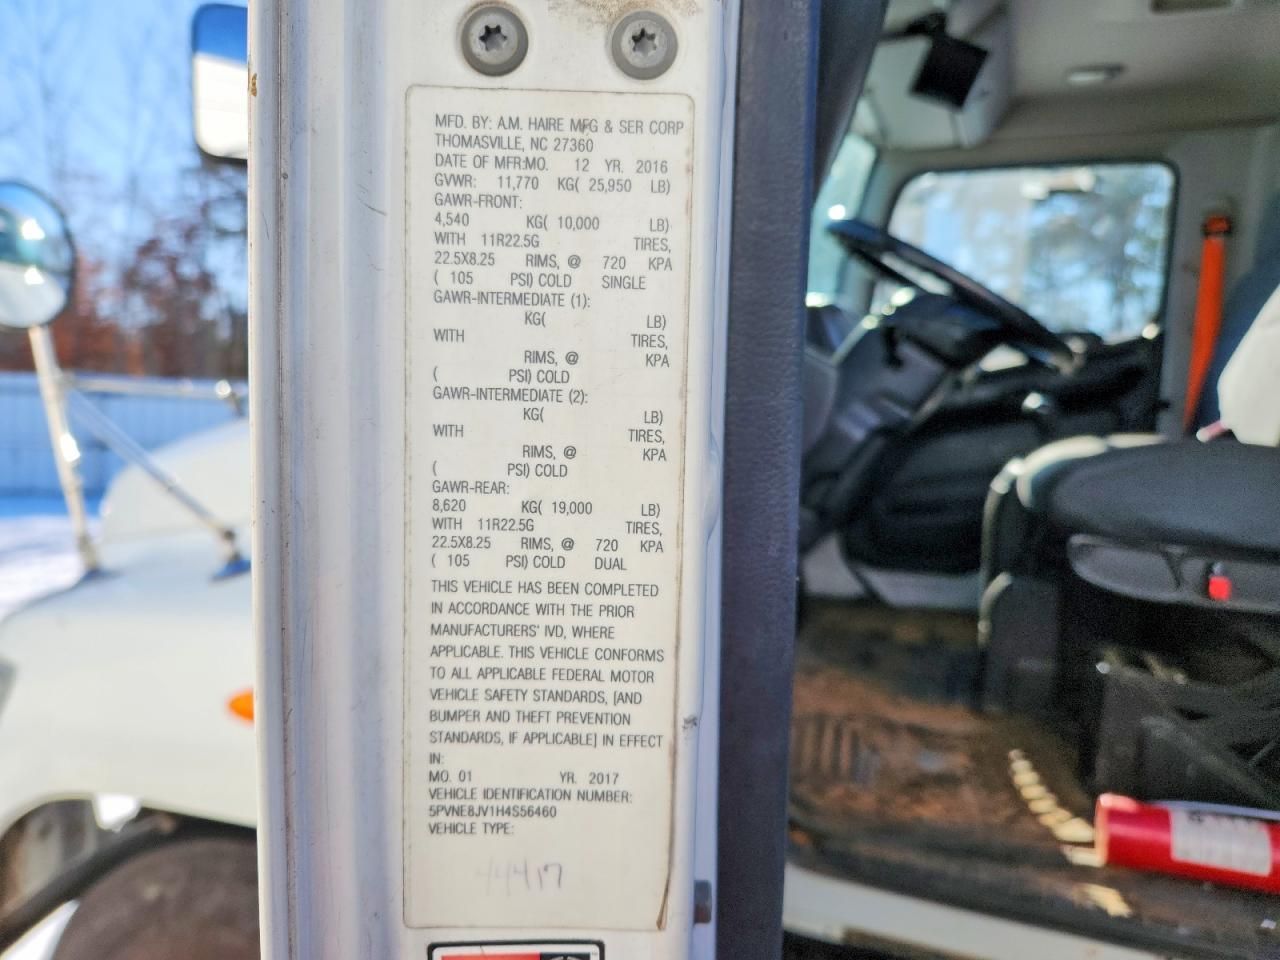 MFD. BY: A.M. HAIRE MFG & SER CORP
THOMASVILLE, NC 27360
DATE OF MFR:MO. 12 YR. 2016
GVWR: 11,770 KG( 25,950 LB)
GAWR-FRONT:
4,540 KG( 10,000 LB)
WITH 11R22.5G TIRES,
22.5X8.25 RIMS, @ 720 KPA
( 105 PSI) COLD SINGLE
GAWR-INTERMEDIATE (1):
KG( LB)
WITH TIRES,
RIMS, @ KPA
( PSI) COLD
GAWR-INTERMEDIATE (2):
KG( LB)
WITH TIRES,
RIMS, @ KPA
( PSI) COLD
GAWR-REAR:
8,620 KG( 19,000 LB)
WITH 11R22.5G TIRES,
22.5X8.25 RIMS, @ 720 KPA
( 105 PSI) COLD DUAL
THIS VEHICLE HAS BEEN COMPLETED
IN ACCORDANCE WITH THE PRIOR
MANUFACTURERS' IVD, WHERE
APPLICABLE. THIS VEHICLE CONFORMS
TO ALL APPLICABLE FEDERAL MOTOR
VEHICLE SAFETY STANDARDS, [AND
BUMPER AND THEFT PREVENTION
STANDARDS, IF APPLICABLE] IN EFFECT
IN:
MO. 01 YR. 2017
VEHICLE IDENTIFICATION NUMBER:
5PVNE8JV1H4S56460
VEHICLE TYPE:
44417